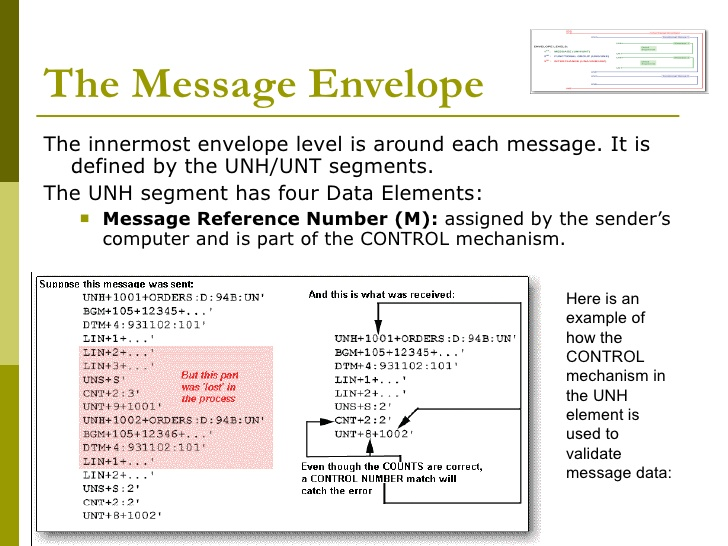 The Message Envelope
The innermost envelope level is around each message. It is
defined by the UNH/UNT segments.
The UNH segment has four Data Elements:
Message Reference Number (M): assigned by the sender's
computer and is part of the CONTROL mechanism.
Suppose this message was sent:
UNH+1001+ORDERS:D:94B:UN'
BGM+105+12345+...'
DTM+4:931102:101'
LIN+1+...'
LIN+2+...'
LIN+3+...'
UNS+S'
CNT+2:3'
UNT+9+1001'
UNH+1002+ORDERS:D:94B:UN'
BGM+105+12346+...'
DTM+4:931102:101'
LIN+1+...'
LIN+2+...'
UNS+S:2'
CNT+2:2'
UNT+8+1002'
But this part
was 'lost' in
the process
And this is what was received:
UNH+1001+ORDERS:D:94B:UN'
BGM+105+12345+...'
DTM+4:931102:101'
LIN+1+...'
LIN+2+...'
UNS+S:2'
CNT+2:2'
UNT+8+1002'
Even though the COUNTS are correct,
a CONTROL NUMBER match will
catch the error
Here is an
example of
how the
CONTROL
mechanism in
the UNH
element is
used to
validate
message data: